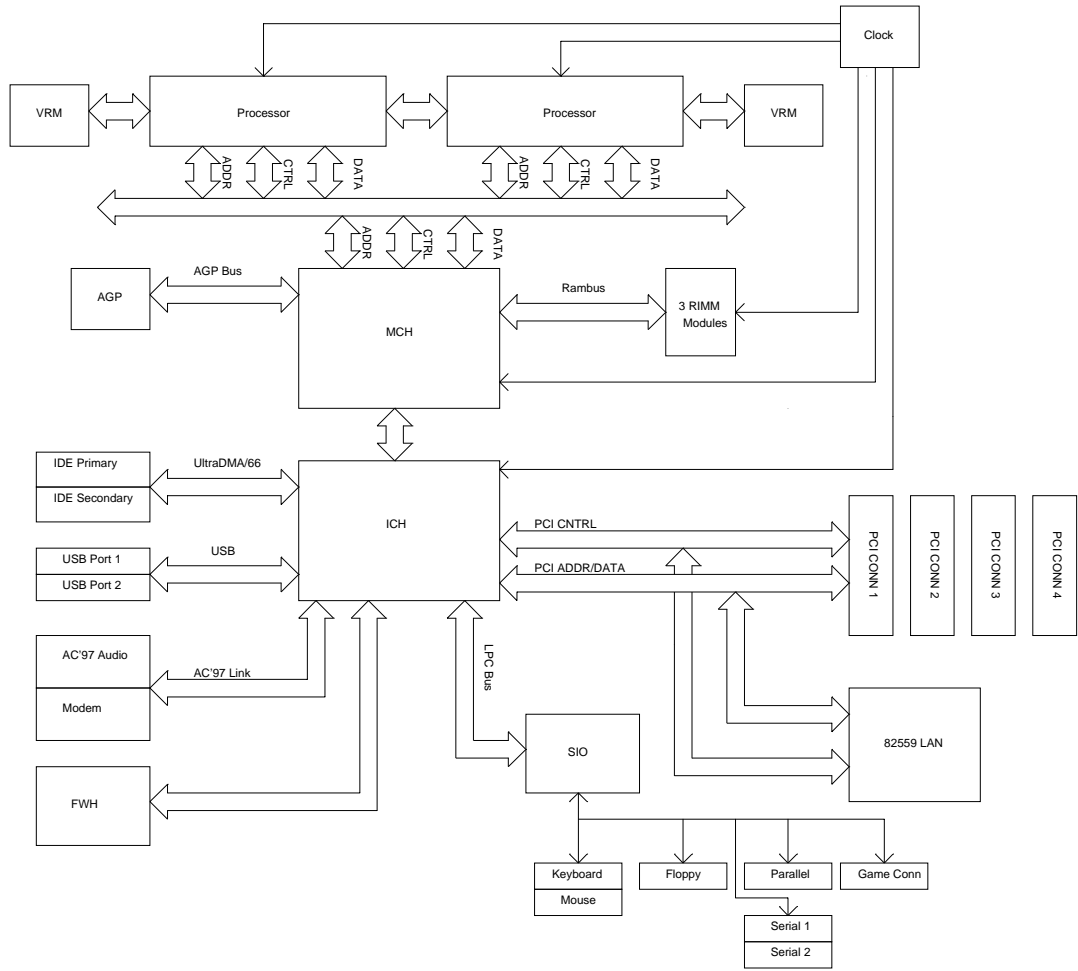 Clock
VRM
Processor
Processor
VRM
ADDR
CTRL
DATA
ADDR
CTRL
DATA
ADDR
CTRL
DATA
AGP
AGP Bus
MCH
Rambus
3 RIMM
Modules
IDE Primary
IDE Secondary
UltraDMA/66
ICH
PCI CNTRL
PCI ADDR/DATA
PCI CONN 1
PCI CONN 2
PCI CONN 3
PCI CONN 4
USB Port 1
USB Port 2
USB
AC'97 Audio
Modem
AC'97 Link
LPC Bus
FWH
SIO
82559 LAN
Keyboard
Mouse
Floppy
Parallel
Game Conn
Serial 1
Serial 2